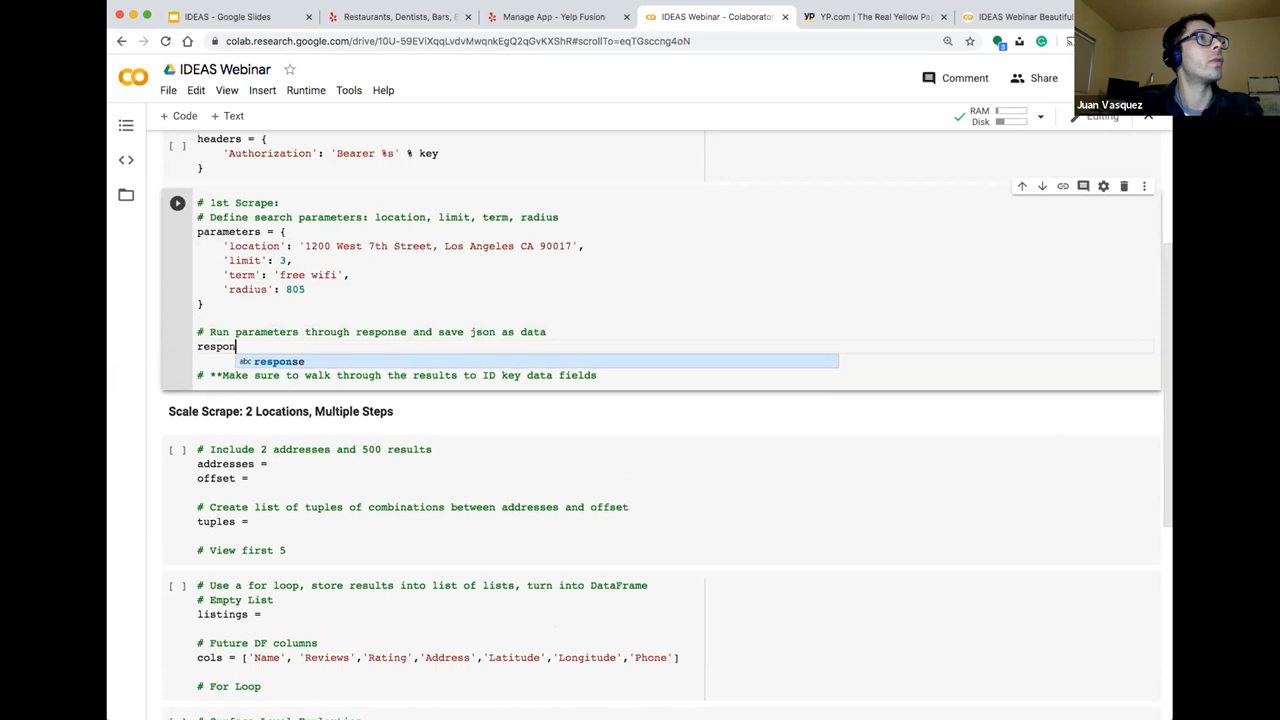 IDEAS - Google Slides
Restaurants, Dentists, Bars, E
Manage App - Yelp Fusion
IDEAS Webinar - Colaborator
YP.com | The Real Yellow Pa
IDEAS Webinar Beautiful
colab.research.google.com/drive/10U-59EViXqqLvdvMwqnkEgQ2qGvKXShR#scrollTo=eqTGsccng4oN
IDEAS Webinar
File Edit View Insert Runtime Tools Help
Comment
Share
Juan Vasquez
+ Code + Text
RAM
Disk
Editing
headers = {
'Authorization': 'Bearer %s' % key
}
# 1st Scrape:
# Define search parameters: location, limit, term, radius
parameters = {
'location': '1200 West 7th Street, Los Angeles CA 90017',
'limit': 3,
'term': 'free wifi',
'radius': 805
}
# Run parameters through response and save json as data
respon
abc response
# **Make sure to walk through the results to ID key data fields
Scale Scrape: 2 Locations, Multiple Steps
[ ] # Include 2 addresses and 500 results
addresses =
offset =
# Create list of tuples of combinations between addresses and offset
tuples =
# View first 5
[ ] # Use a for loop, store results into list of lists, turn into DataFrame
# Empty List
listings =
# Future DF columns
cols = ['Name', 'Reviews','Rating','Address','Latitude','Longitude','Phone']
# For Loop